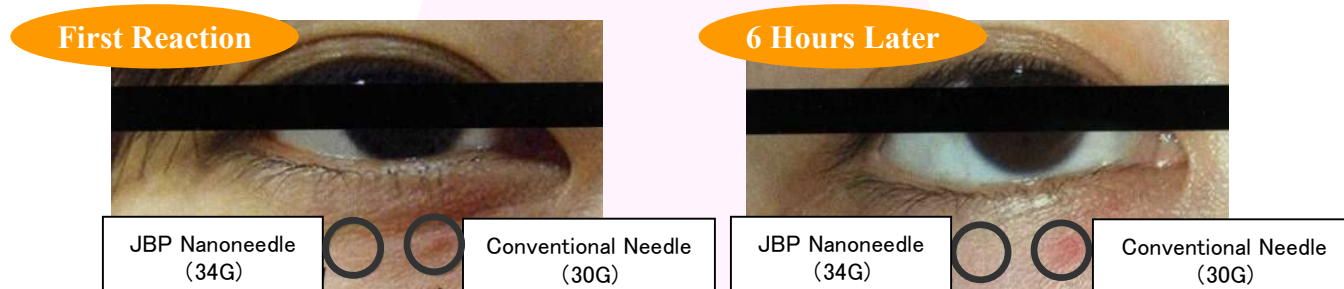 First Reaction
6 Hours Later
JBP Nanoneedle
（34G）
Conventional Needle
（30G）
JBP Nanoneedle
（34G）
Conventional Needle
（30G）